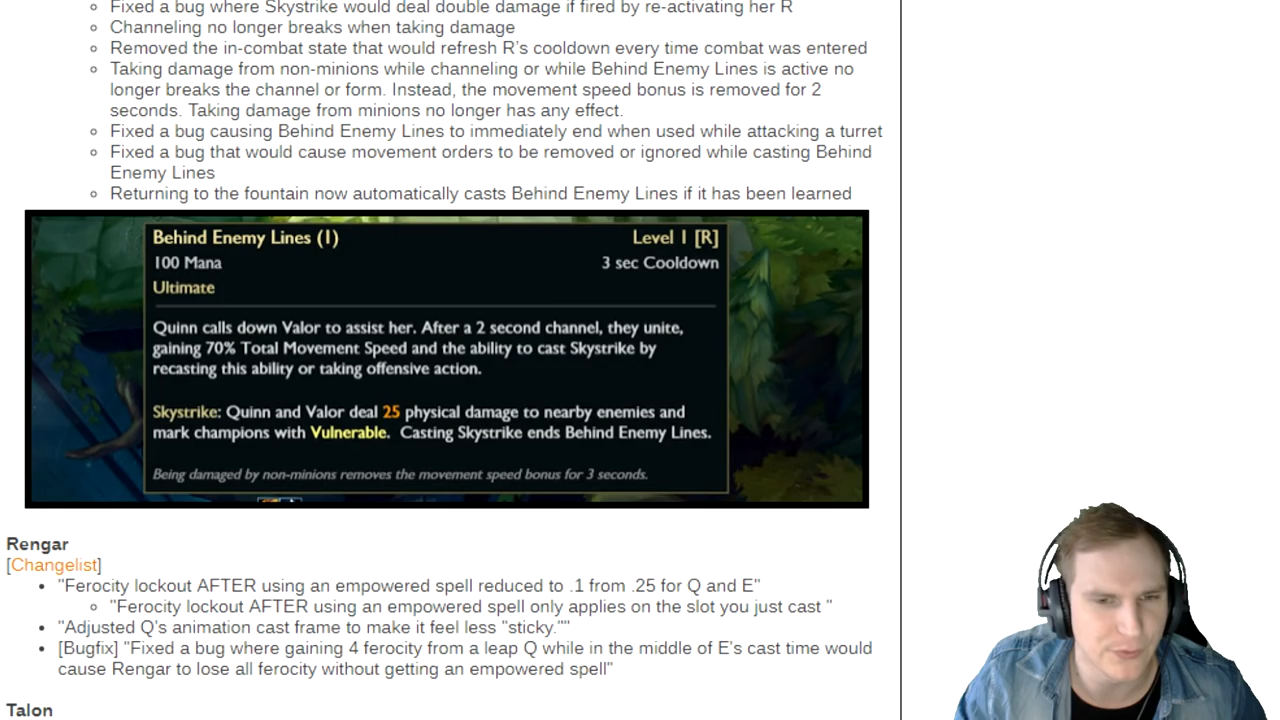 Fixed a bug where Skystrike would deal double damage if fired by re-activating her R
Channeling no longer breaks when taking damage
Removed the in-combat state that would refresh R's cooldown every time combat was entered
Taking damage from non-minions while channeling or while Behind Enemy Lines is active no
longer breaks the channel or form. Instead, the movement speed bonus is removed for 2
seconds. Taking damage from minions no longer has any effect.
Fixed a bug causing Behind Enemy Lines to immediately end when used while attacking a turret
Fixed a bug that would cause movement orders to be removed or ignored while casting Behind
Enemy Lines
Returning to the fountain now automatically casts Behind Enemy Lines if it has been learned
Behind Enemy Lines (1) Level 1 [R]
100 Mana 3 sec Cooldown
Ultimate
Quinn calls down Valor to assist her. After a 2 second channel, they unite,
gaining 70% Total Movement Speed and the ability to cast Skystrike by
recasting this ability or taking offensive action.
Skystrike: Quinn and Valor deal 25 physical damage to nearby enemies and
mark champions with Vulnerable. Casting Skystrike ends Behind Enemy Lines.
Being damaged by non-minions removes the movement speed bonus for 3 seconds.
Rengar
[Changelist]
"Ferocity lockout AFTER using an empowered spell reduced to .1 from .25 for Q and E"
"Ferocity lockout AFTER using an empowered spell only applies on the slot you just cast "
"Adjusted Q's animation cast frame to make it feel less "sticky.""
[Bugfix] "Fixed a bug where gaining 4 ferocity from a leap Q while in the middle of E's cast time would
cause Rengar to lose all ferocity without getting an empowered spell"
Talon